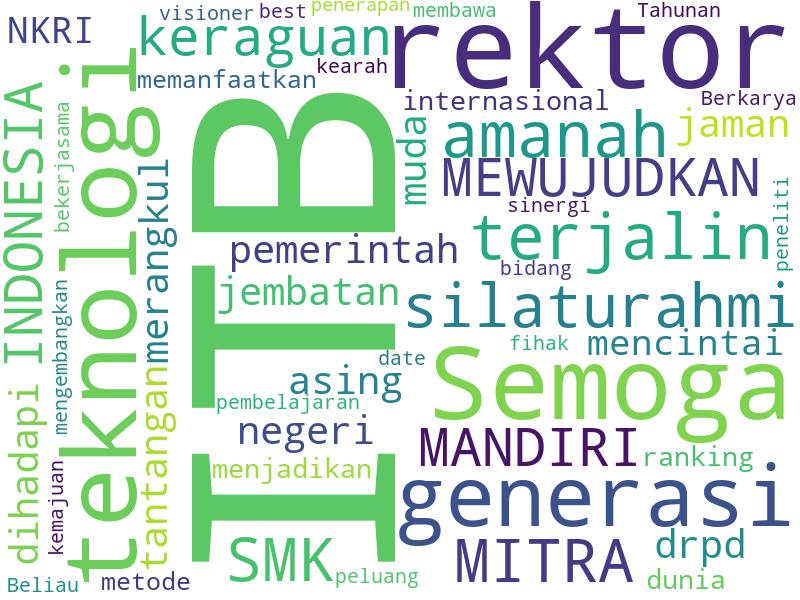 visioner
best
penerapan
membawa
Tahunan
NKRI
keraguan
rektor
kearah
memanfaatkan
internasional
Berkarya
INDONESIA
teknologi
bekerjasama
ITB
muda
amanah
jaman
MEWUJUDKAN
merangkul
sinergi
peneliti
pemerintah
terjalin
bidang
jembatan
silaturahmi
mengembangkan
fihak
mencintai
date
asing
Semoga
tantangan
pembelajaran
dihadapi
negeri
MANDIRI
ranking
menjadikan
kemajuan
generasi
SMK
MITRA
drpd
peluang
dunia
Beliau
metode